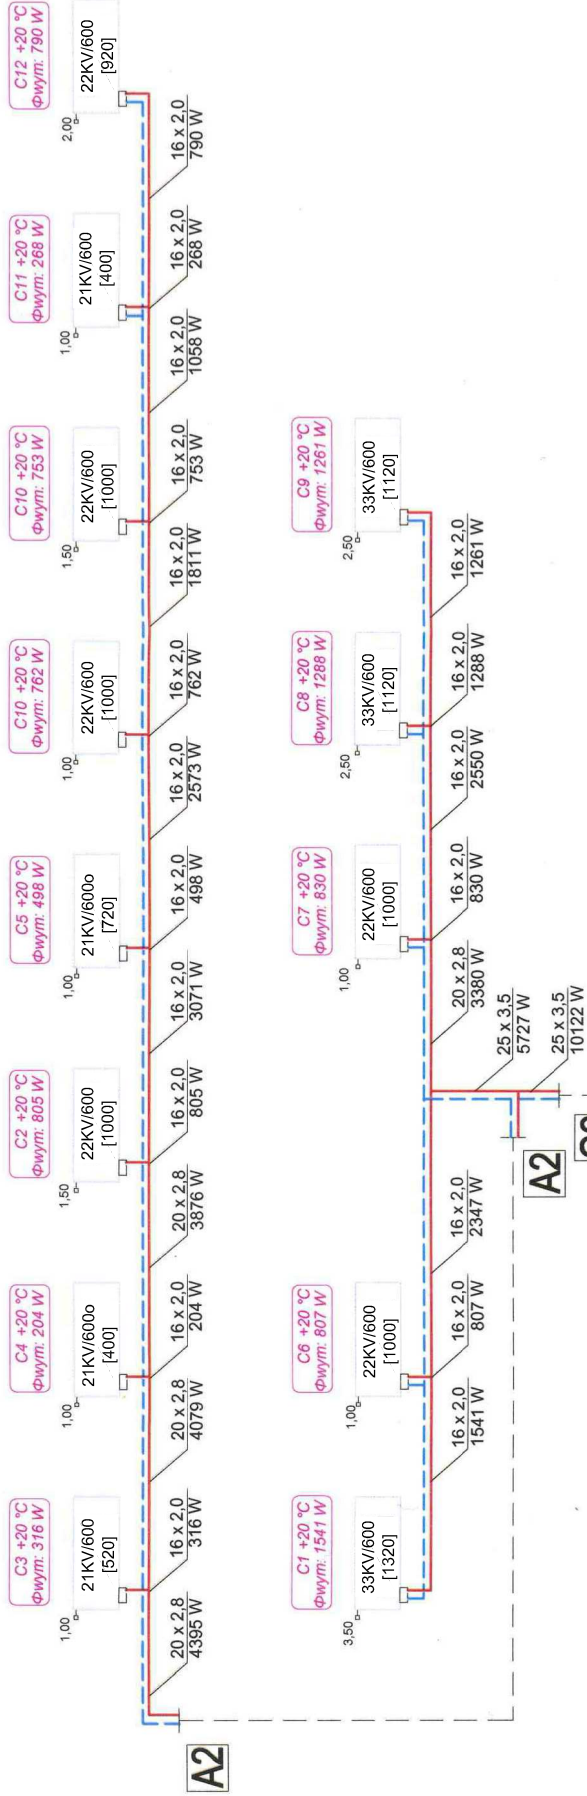 C3 +20 °C
Φwym: 316 W
1,00
21KV/600
[520]
C4 +20 °C
Φwym: 204 W
1,00
21KV/600o
[400]
C2 +20 °C
Φwym: 805 W
1,50
22KV/600
[1000]
C5 +20 °C
Φwym: 498 W
1,00
21KV/600o
[720]
C10 +20 °C
Φwym: 762 W
1,00
22KV/600
[1000]
C10 +20 °C
Φwym: 753 W
1,50
22KV/600
[1000]
C11 +20 °C
Φwym: 268 W
1,00
21KV/600
[400]
C12 +20 °C
Φwym: 790 W
2,00
22KV/600
[920]
20 x 2,8
4395 W
16 x 2,0
316 W
20 x 2,8
4079 W
16 x 2,0
204 W
20 x 2,8
3876 W
16 x 2,0
805 W
16 x 2,0
3071 W
16 x 2,0
498 W
16 x 2,0
2573 W
16 x 2,0
762 W
16 x 2,0
1811 W
16 x 2,0
753 W
16 x 2,0
1058 W
16 x 2,0
268 W
16 x 2,0
790 W
A2
C1 +20 °C
Φwym: 1541 W
3,50
33KV/600
[1320]
C6 +20 °C
Φwym: 807 W
1,00
22KV/600
[1000]
C7 +20 °C
Φwym: 830 W
1,00
22KV/600
[1000]
C8 +20 °C
Φwym: 1288 W
2,50
33KV/600
[1120]
C9 +20 °C
Φwym: 1261 W
2,50
33KV/600
[1120]
16 x 2,0
1541 W
16 x 2,0
807 W
16 x 2,0
2347 W
20 x 2,8
3380 W
16 x 2,0
830 W
16 x 2,0
2550 W
16 x 2,0
1288 W
16 x 2,0
1261 W
25 x 3,5
5727 W
A2
25 x 3,5
10122 W